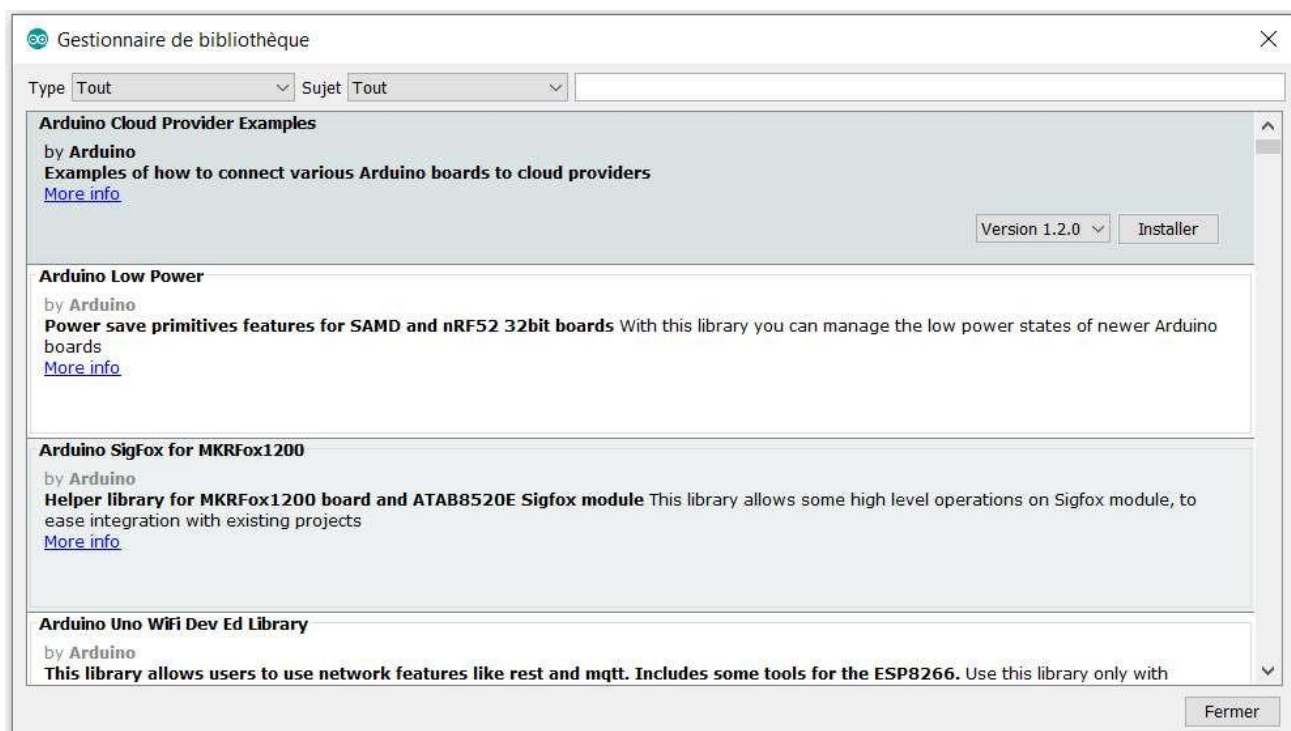 Gestionnaire de bibliothèque
Type Tout Sujet Tout
Arduino Cloud Provider Examples
by Arduino
Examples of how to connect various Arduino boards to cloud providers
More info
Version 1.2.0 Installer
Arduino Low Power
by Arduino
Power save primitives features for SAMD and nRF52 32bit boards With this library you can manage the low power states of newer Arduino
boards
More info
Arduino SigFox for MKRFox1200
by Arduino
Helper library for MKRFox1200 board and ATAB8520E Sigfox module This library allows some high level operations on Sigfox module, to
ease integration with existing projects
More info
Arduino Uno WiFi Dev Ed Library
by Arduino
This library allows users to use network features like rest and mqtt. Includes some tools for the ESP8266. Use this library only with
Fermer